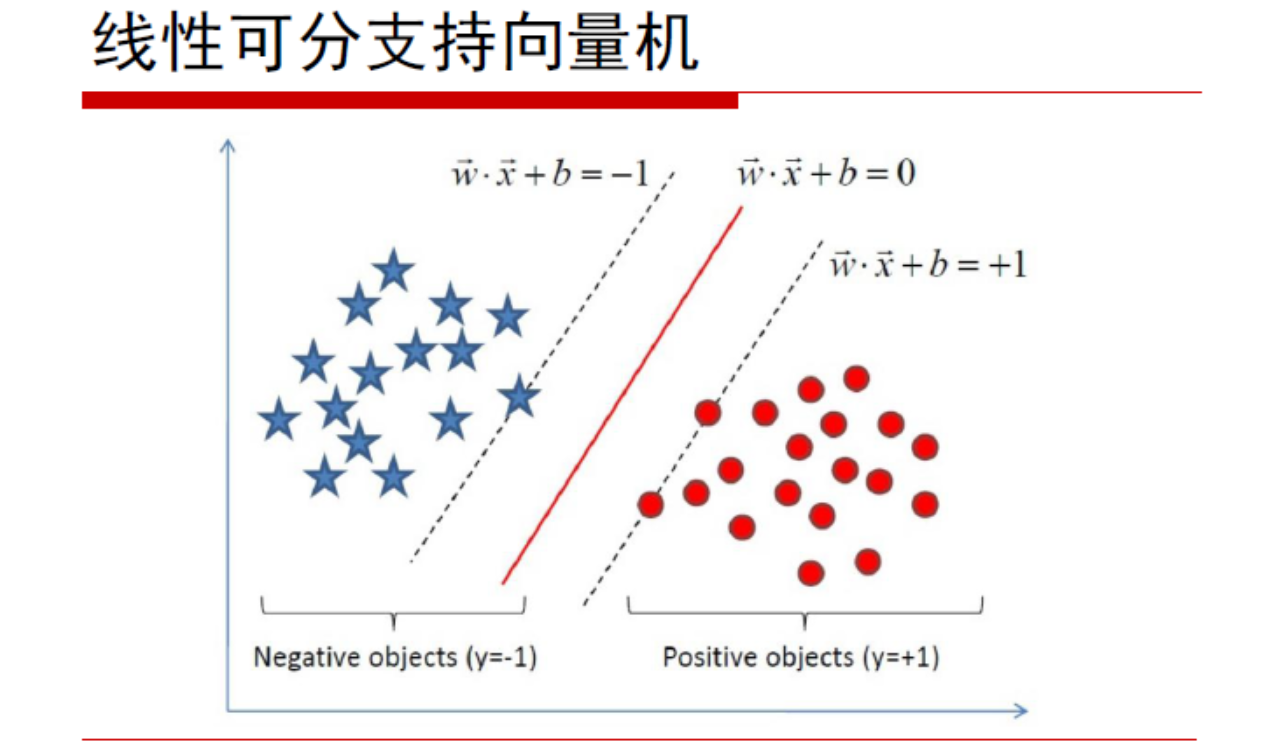 线性可分支持向量机
w⃗·x⃗+b=−1
w⃗·x⃗+b=0
w⃗·x⃗+b=+1
Negative objects (y=-1)
Positive objects (y=+1)